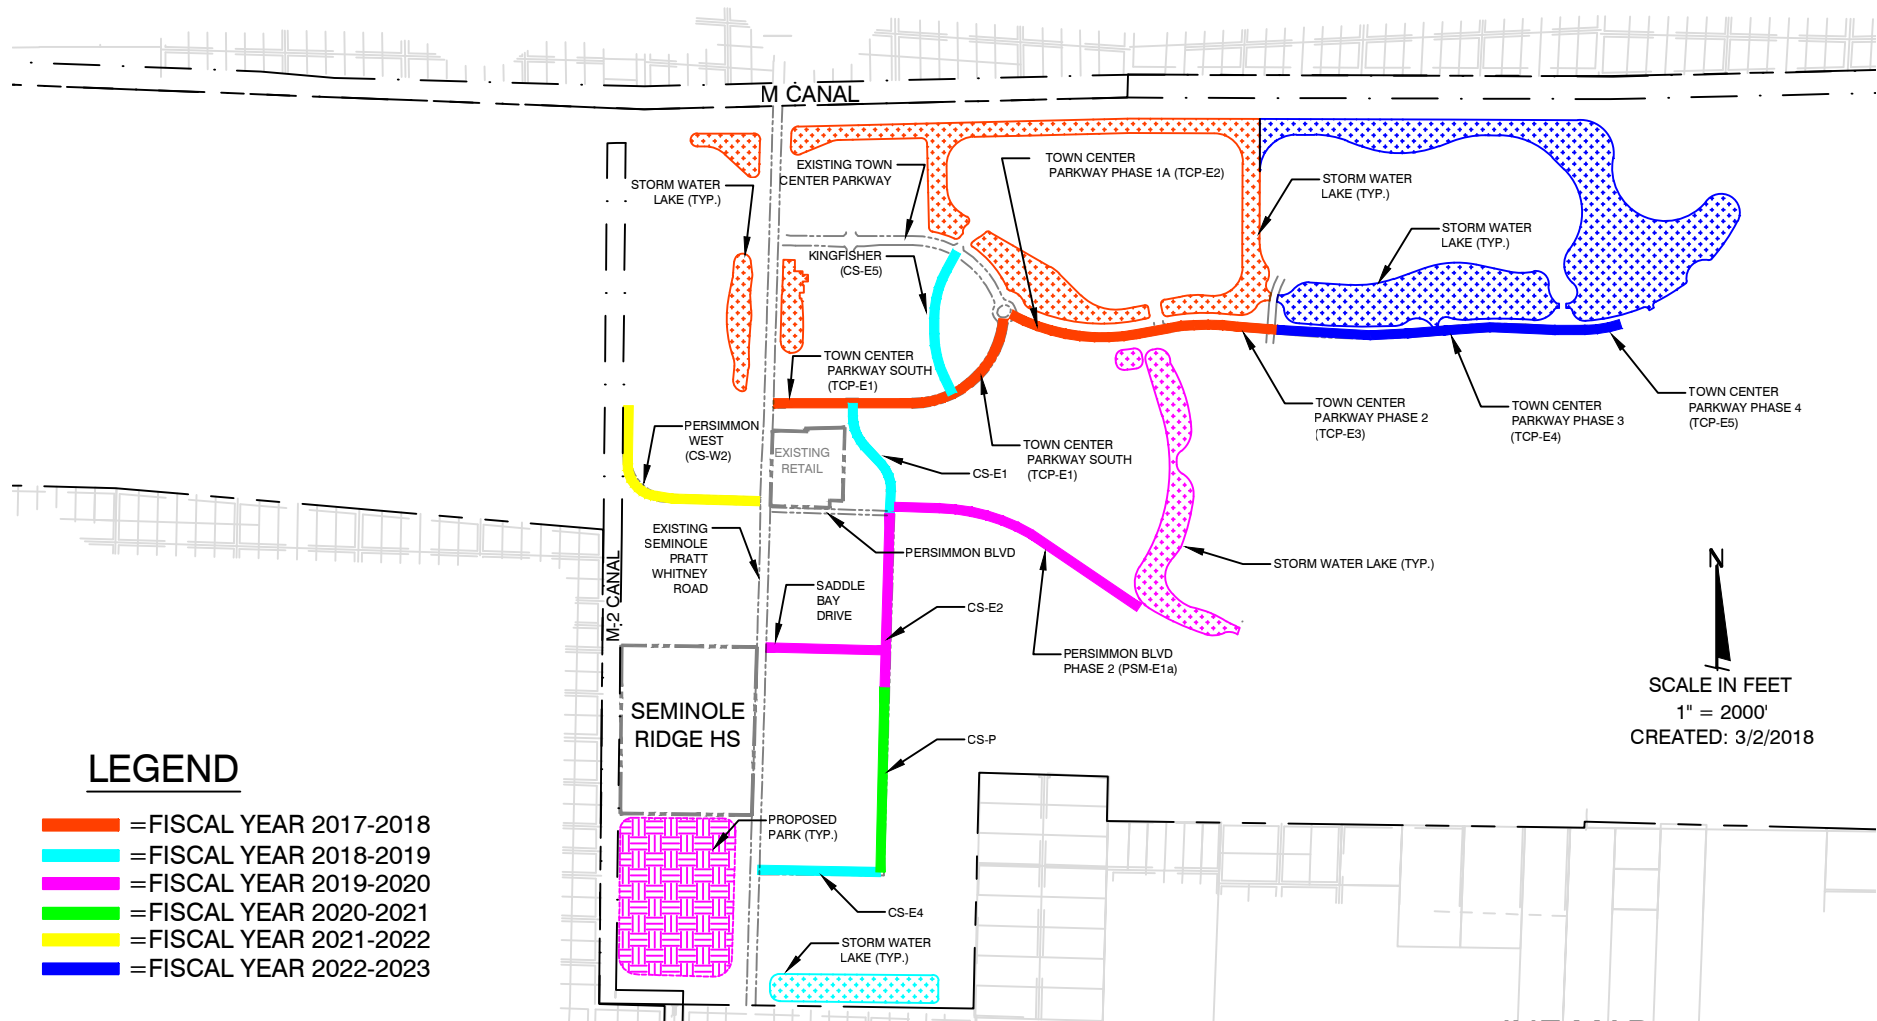 M CANAL
EXISTING TOWN
CENTER PARKWAY
TOWN CENTER
PARKWAY PHASE 1A (TCP-E2)
STORM WATER
LAKE (TYP.)
STORM WATER
LAKE (TYP.)
STORM WATER
LAKE (TYP.)
KINGFISHER
(CS-E5)
TOWN CENTER
PARKWAY SOUTH
(TCP-E1)
PERSIMMON
WEST
(CS-W2)
EXISTING
RETAIL
CS-E1
TOWN CENTER
PARKWAY SOUTH
(TCP-E1)
TOWN CENTER
PARKWAY PHASE 2
(TCP-E3)
TOWN CENTER
PARKWAY PHASE 3
(TCP-E4)
TOWN CENTER
PARKWAY PHASE 4
(TCP-E5)
EXISTING
SEMINOLE
PRATT
WHITNEY
ROAD
PERSIMMON BLVD
STORM WATER LAKE (TYP.)
M-2 CANAL
SADDLE
BAY
DRIVE
CS-E2
PERSIMMON BLVD
PHASE 2 (PSM-E1a)
N
SCALE IN FEET
1" = 2000'
CREATED: 3/2/2018
SEMINOLE
RIDGE HS
CS-P
PROPOSED
PARK (TYP.)
CS-E4
STORM WATER
LAKE (TYP.)
LEGEND
=FISCAL YEAR 2017-2018
=FISCAL YEAR 2018-2019
=FISCAL YEAR 2019-2020
=FISCAL YEAR 2020-2021
=FISCAL YEAR 2021-2022
=FISCAL YEAR 2022-2023